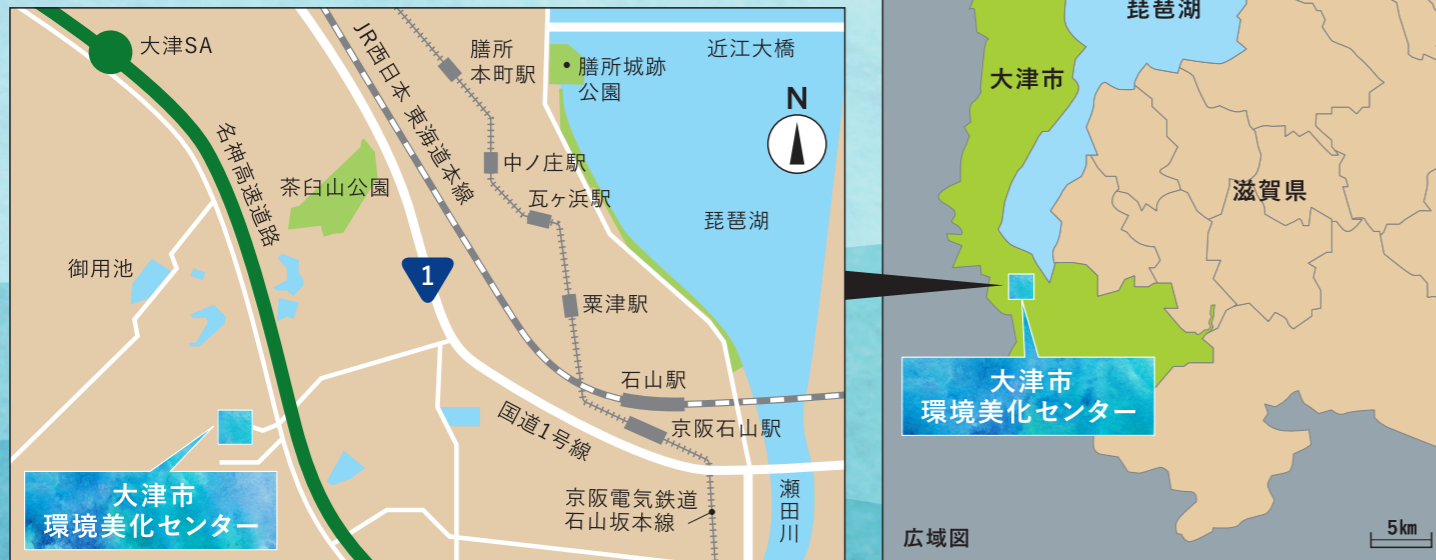 大津SA
名神高速道路
茶臼山公園
御用池
JR西日本 東海道本線
膳所
本町駅
膳所城跡
公園
近江大橋
N
中ノ庄駅
瓦ヶ浜駅
琵琶湖
1
粟津駅
石山駅
京阪石山駅
国道1号線
京阪電気鉄道
石山坂本線
瀬田川
大津市
環境美化センター
琵琶湖
大津市
滋賀県
大津市
環境美化センター
広域図
5km